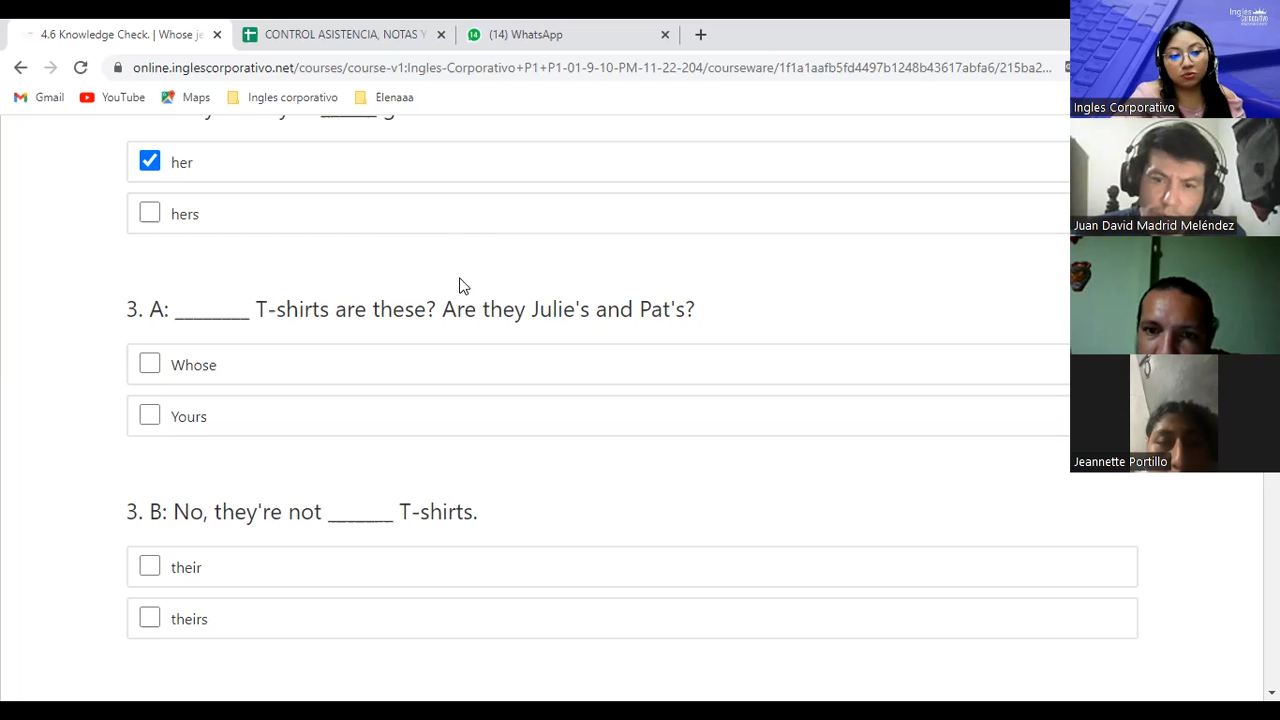 4.6 Knowledge Check. | Whose je
CONTROL ASISTENCIA, NOTAS Y
(14) WhatsApp
online.inglescorporativo.net/courses/course-v1:Ingles-Corporativo+P1+P1-01-9-10-PM-11-22-204/courseware/1f1a1aafb5fd4497b1248b43617abfa6/215ba2...
Gmail
YouTube
Maps
Ingles corporativo
Elenaaa
her
hers
3. A: ________ T-shirts are these? Are they Julie's and Pat's?
Whose
Yours
3. B: No, they're not _______ T-shirts.
their
theirs
Ingles
Ingles Corporativo
Juan David Madrid Meléndez
Jeannette Portillo